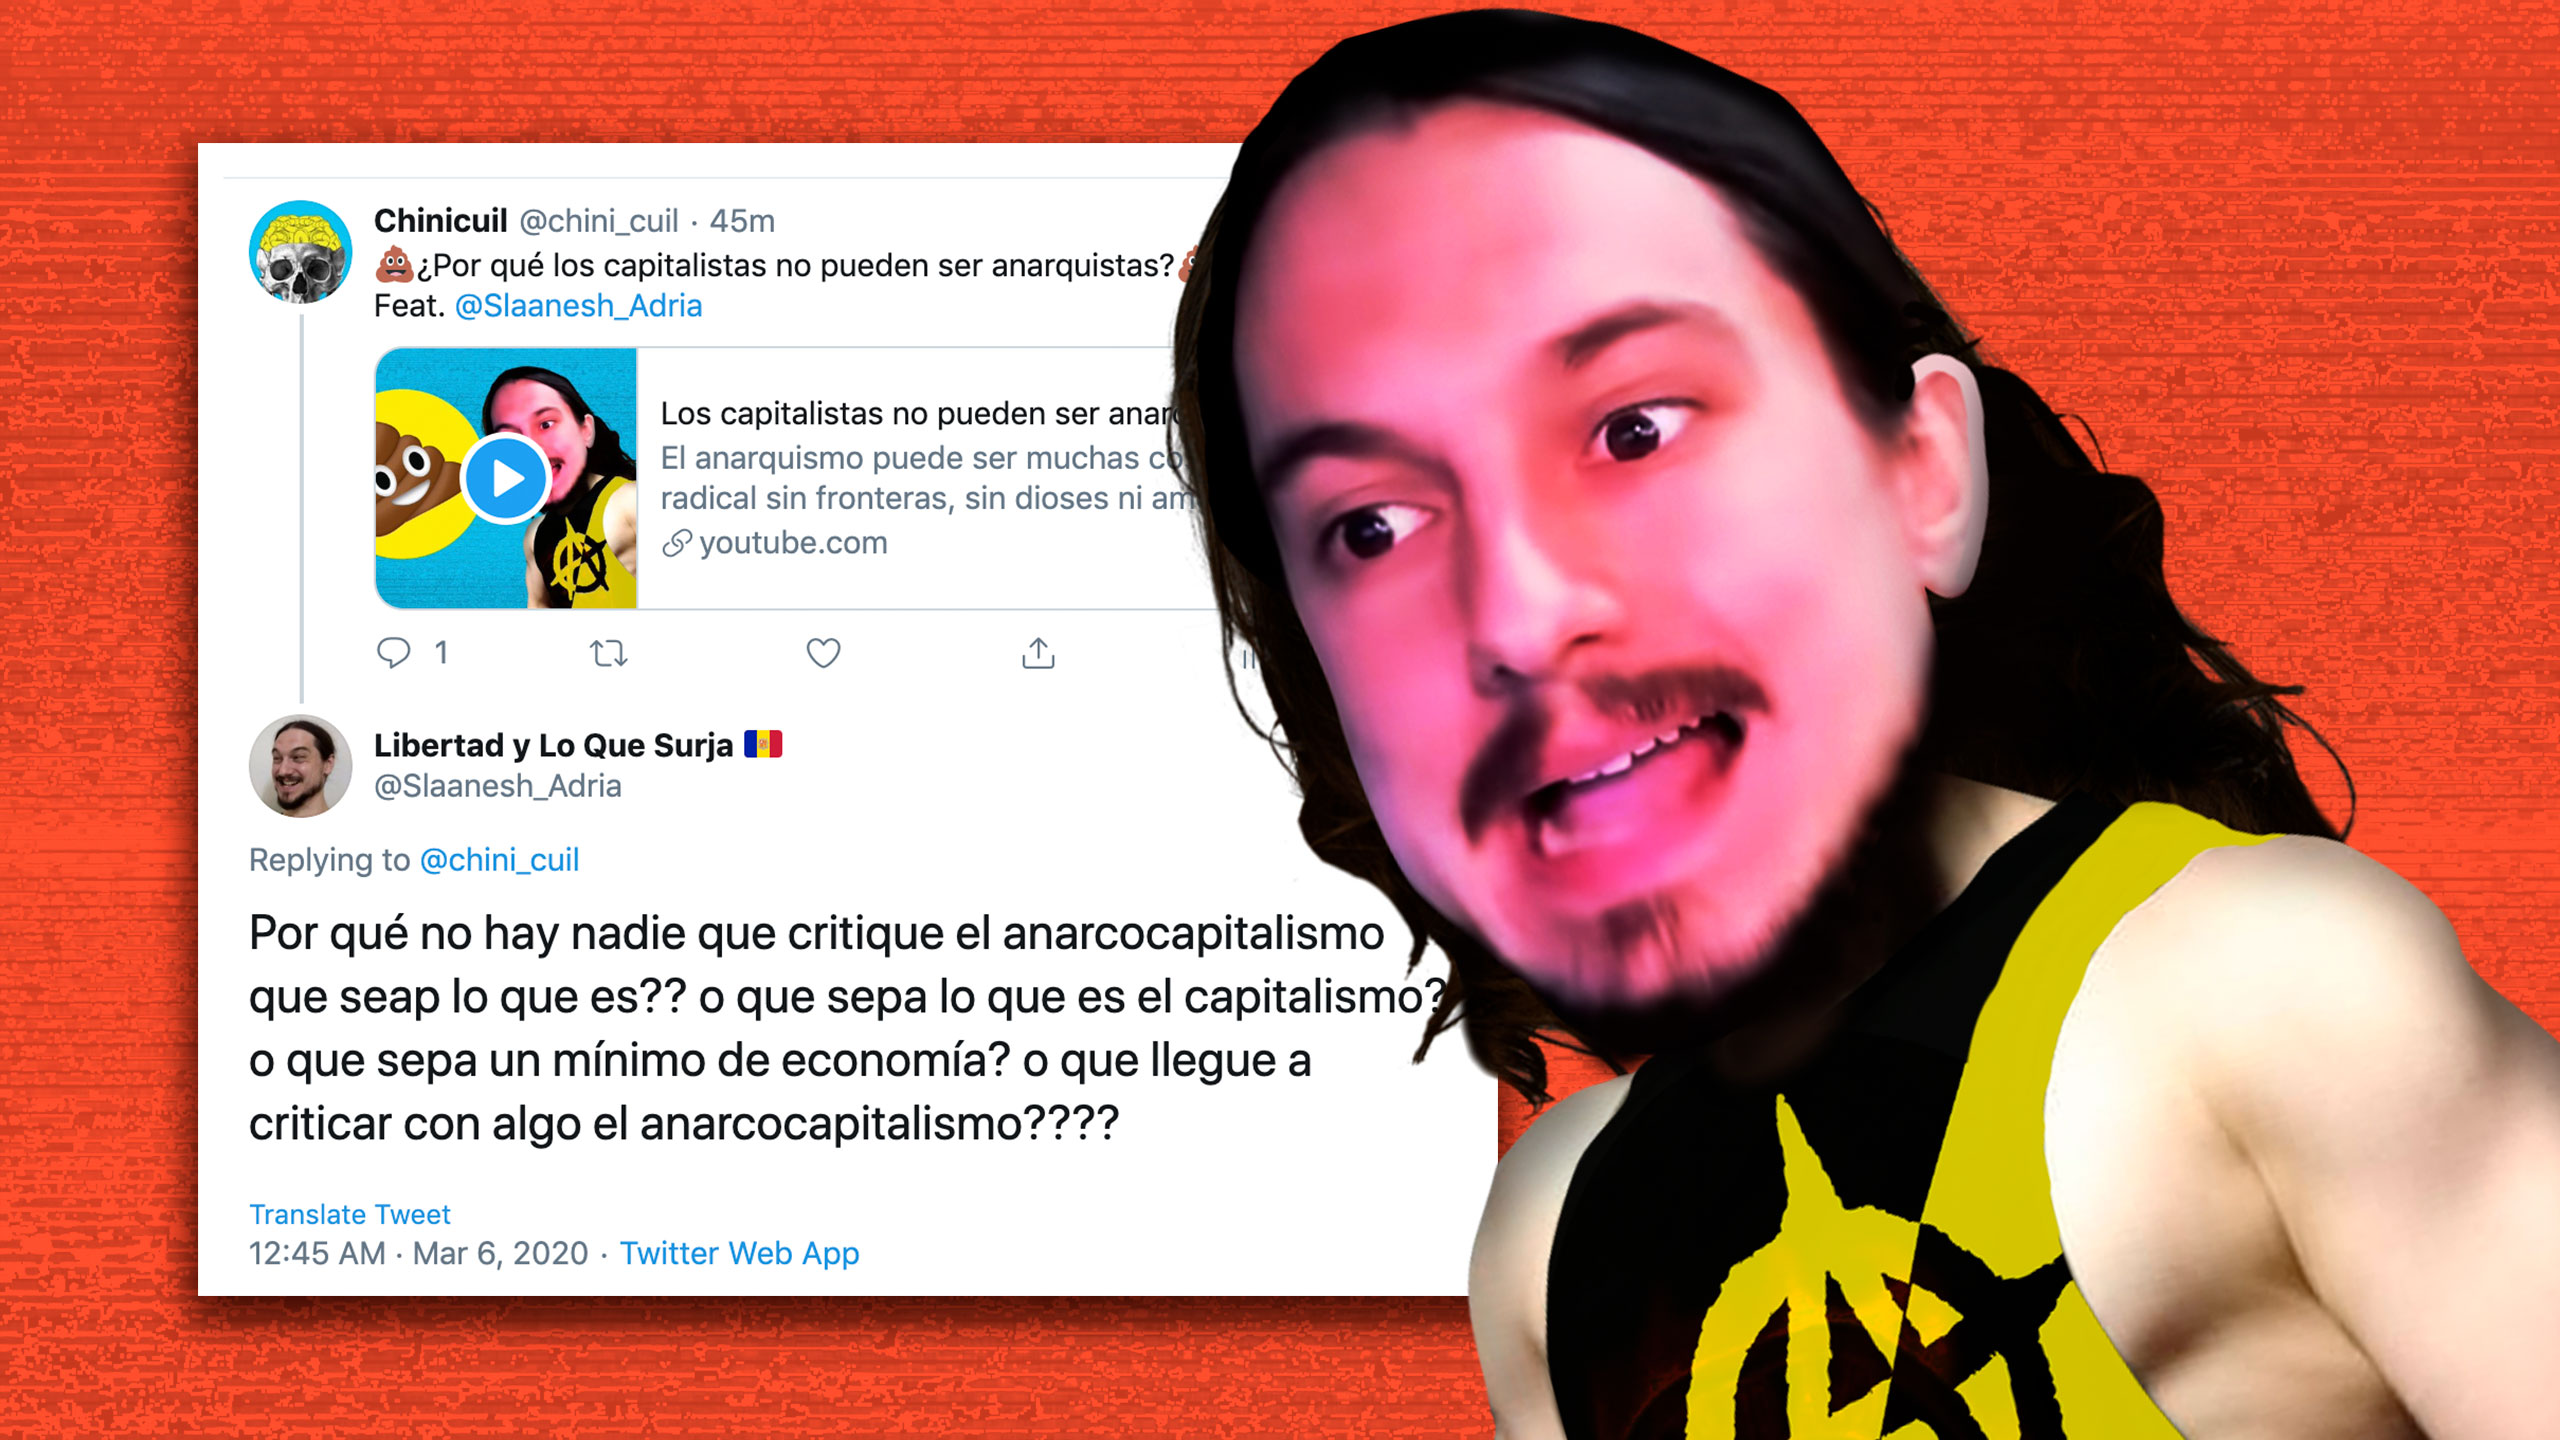 Chinicuil @chini_cuil · 45m
💩¿Por qué los capitalistas no pueden ser anarquistas?💩
Feat. @Slaanesh_Adria
Los capitalistas no pueden ser
El anarquismo puede ser muchas
radical sin fronteras, sin dioses ni
youtube.com
1
Libertad y Lo Que Surja 🇦🇩
@Slaanesh_Adria
Replying to @chini_cuil
Por qué no hay nadie que critique el anarcocapitalismo
que seap lo que es?? o que sepa lo que es el capitalismo?
o que sepa un mínimo de economía? o que llegue a
criticar con algo el anarcocapitalismo????
Translate Tweet
12:45 AM · Mar 6, 2020 · Twitter Web App